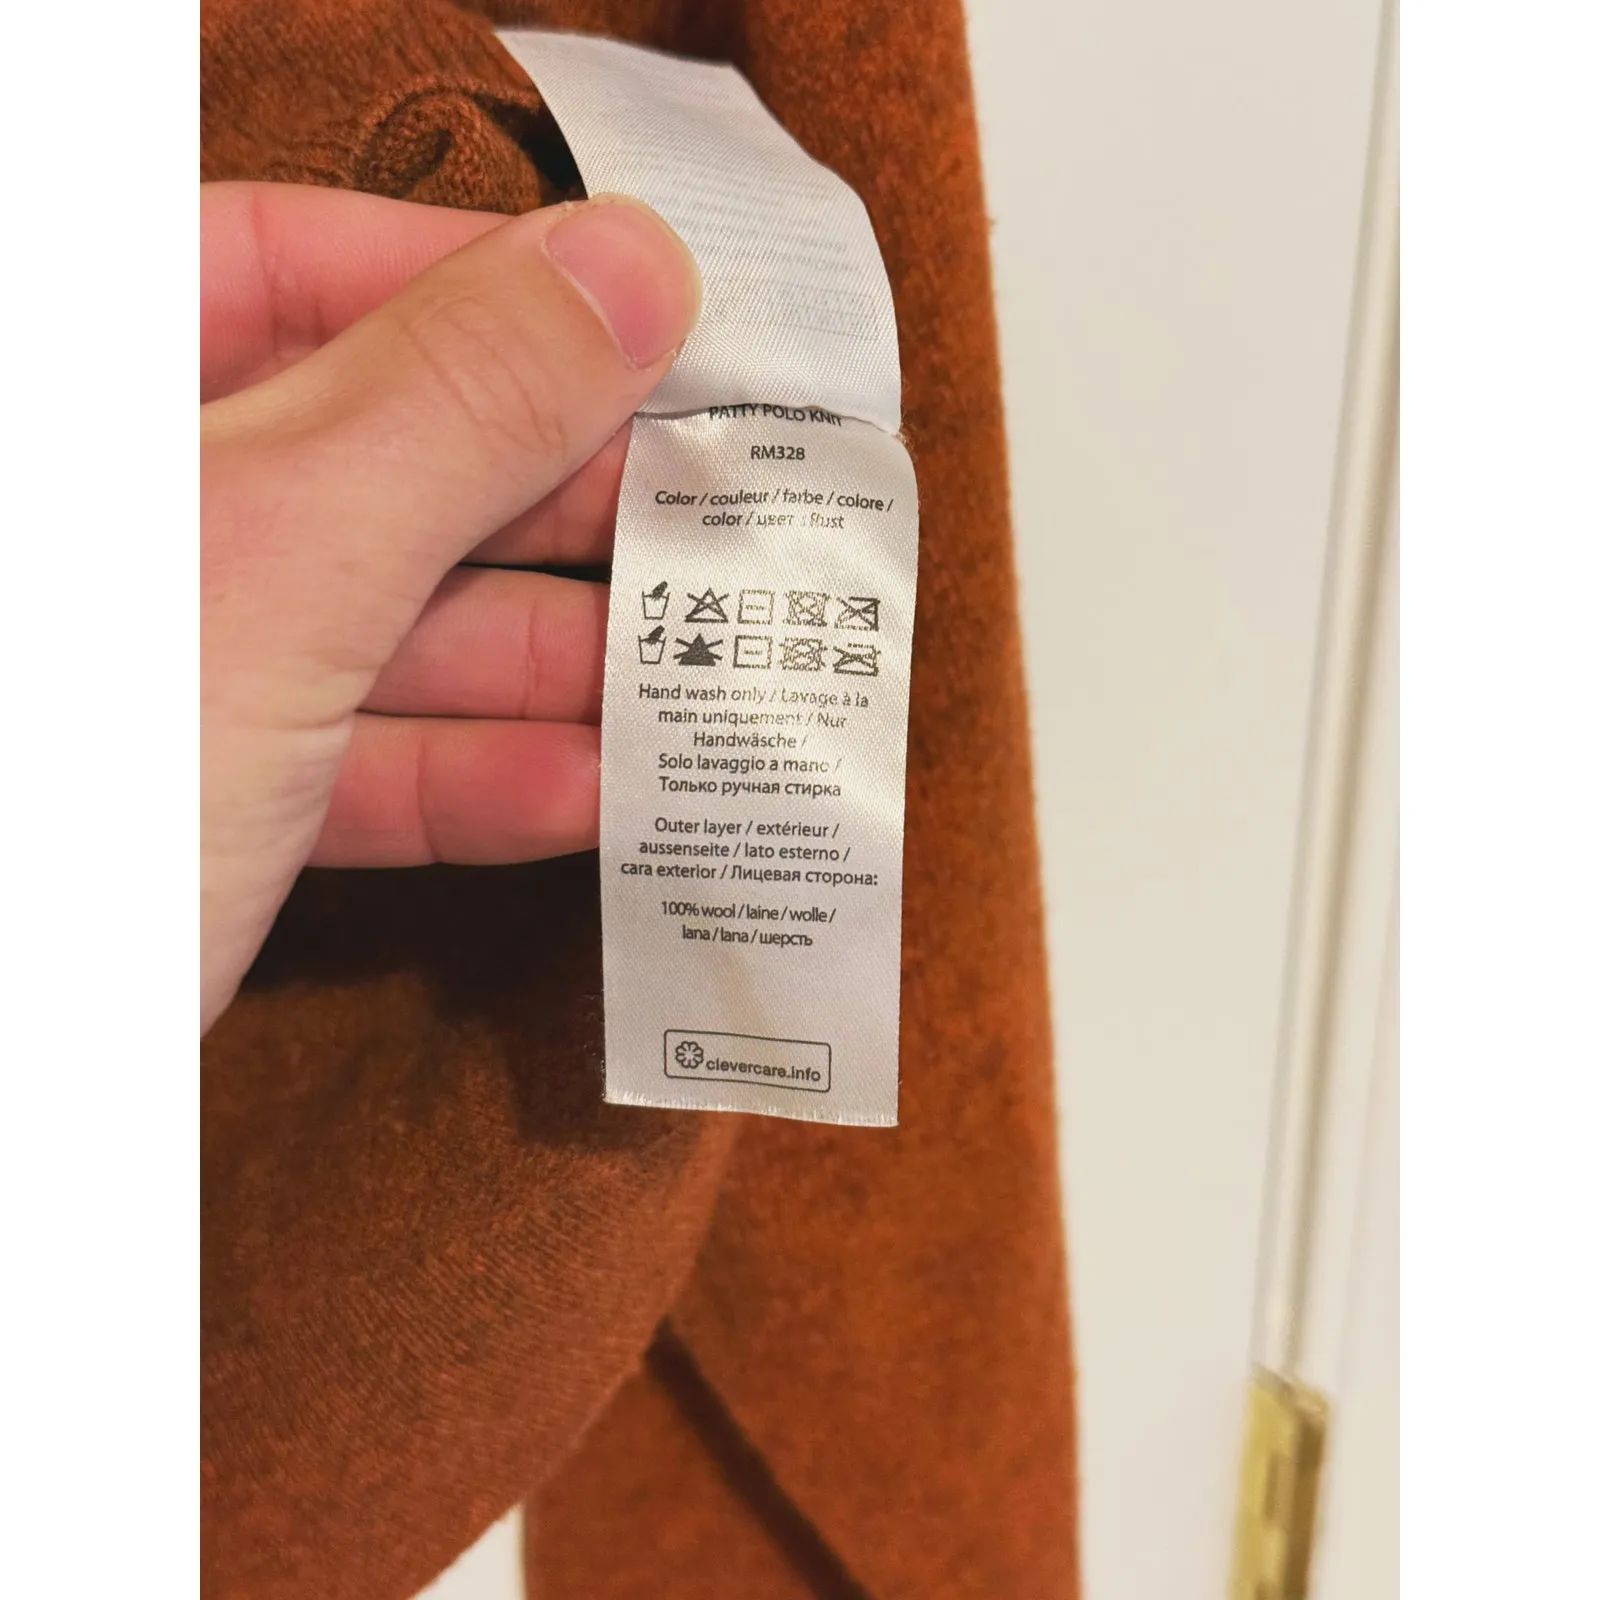 PATTY POLO KNIT
RM328
Color / couleur / farbe / colore /
color / цвет : Rust
Hand wash only / Lavage à la
main uniquement / Nur
Handwäsche /
Solo lavaggio a mano /
Только ручная стирка
Outer layer / extérieur /
aussenseite / lato esterno /
cara exterior / Лицевая сторона:
100% wool / laine / wolle /
lana / lana / шерсть
clevercare.info